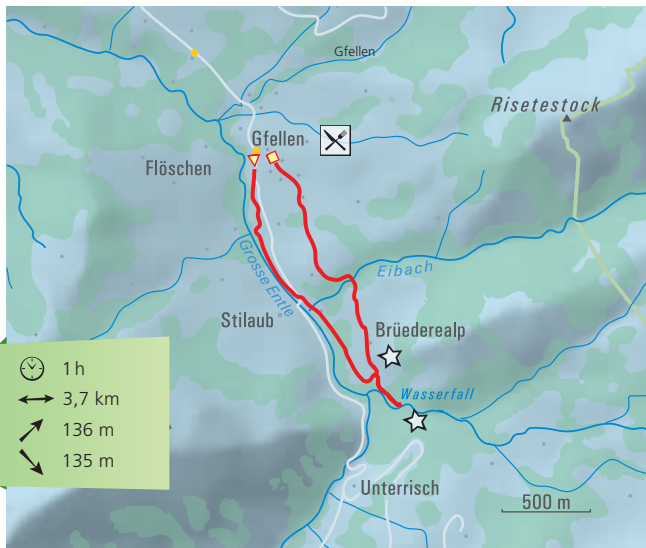 Gfellen
Risetestock
Gfellen
Flöschen
Grosse Entle
Eibach
Stilaub
Brüederealp
Wasserfall
1 h
3,7 km
136 m
135 m
Unterrisch
500 m